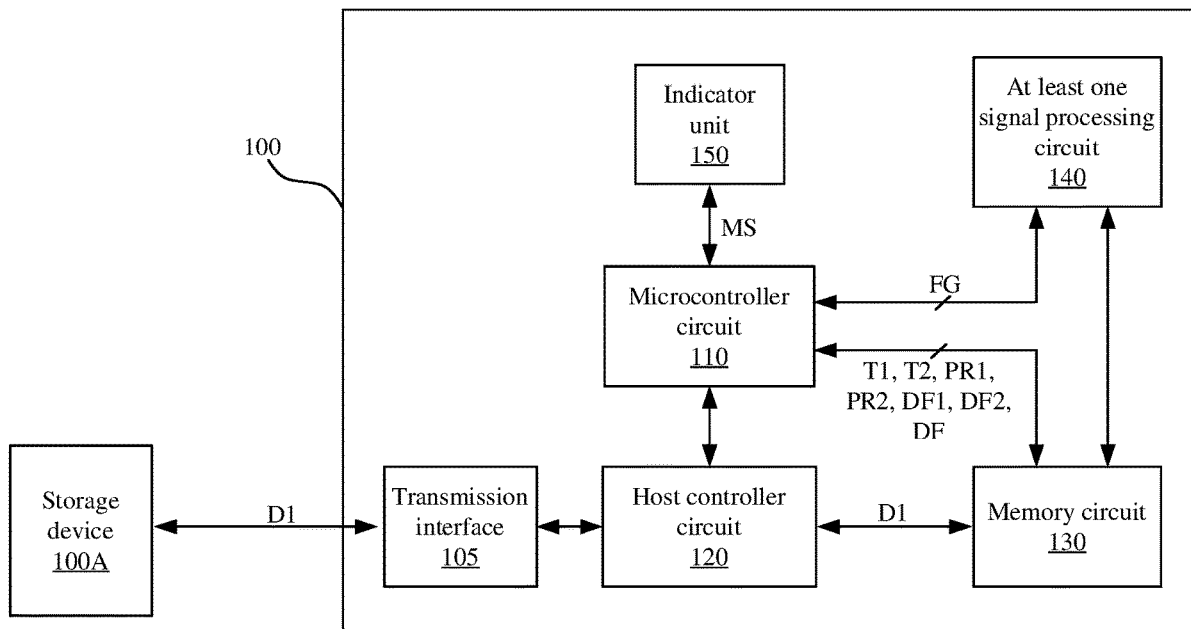 100
Indicator
unit
150
At least one
signal processing
circuit
140
MS
Microcontroller
circuit
110
FG
T1, T2, PR1,
PR2, DF1, DF2,
DF
Storage
device
100A
D1
Transmission
interface
105
Host controller
circuit
120
D1
Memory circuit
130